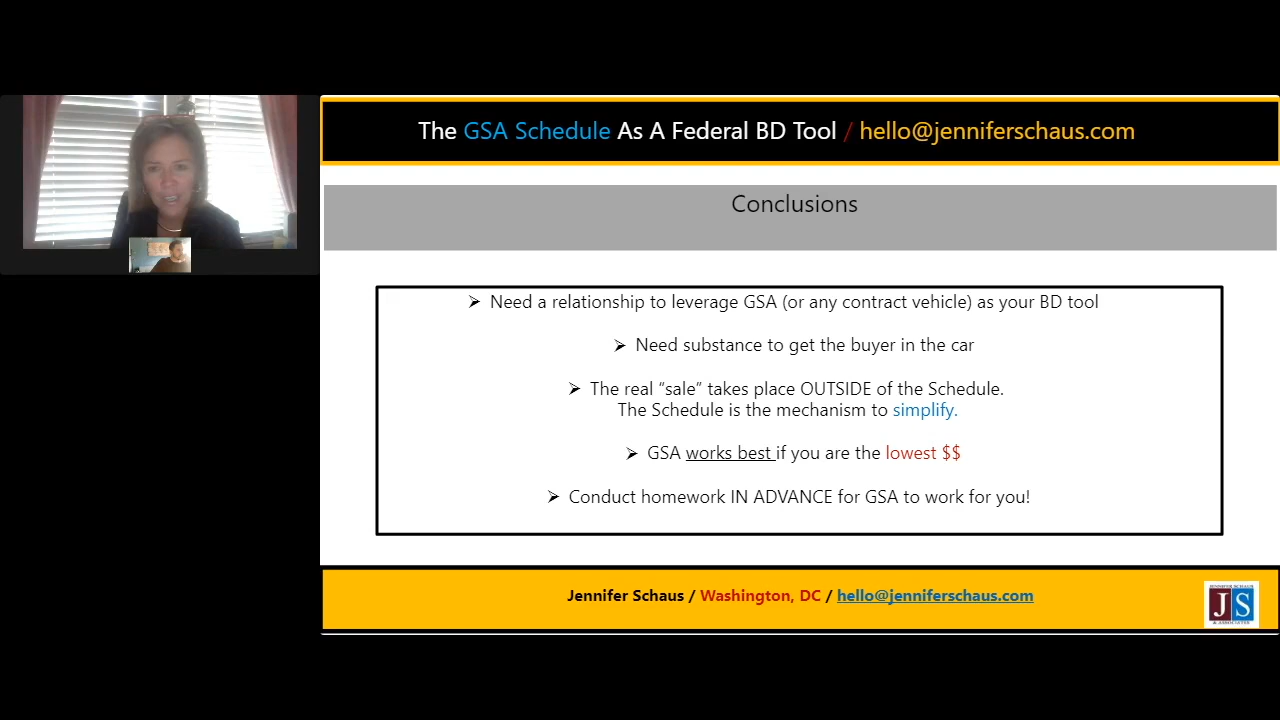 The GSA Schedule As A Federal BD Tool / hello@jenniferschaus.com
Conclusions
➢ Need a relationship to leverage GSA (or any contract vehicle) as your BD tool
➢ Need substance to get the buyer in the car
➢ The real “sale” takes place OUTSIDE of the Schedule.
The Schedule is the mechanism to simplify.
➢ GSA works best if you are the lowest $$
➢ Conduct homework IN ADVANCE for GSA to work for you!
Jennifer Schaus / Washington, DC / hello@jenniferschaus.com
JENNIFER SCHAUS
JS
& ASSOCIATES